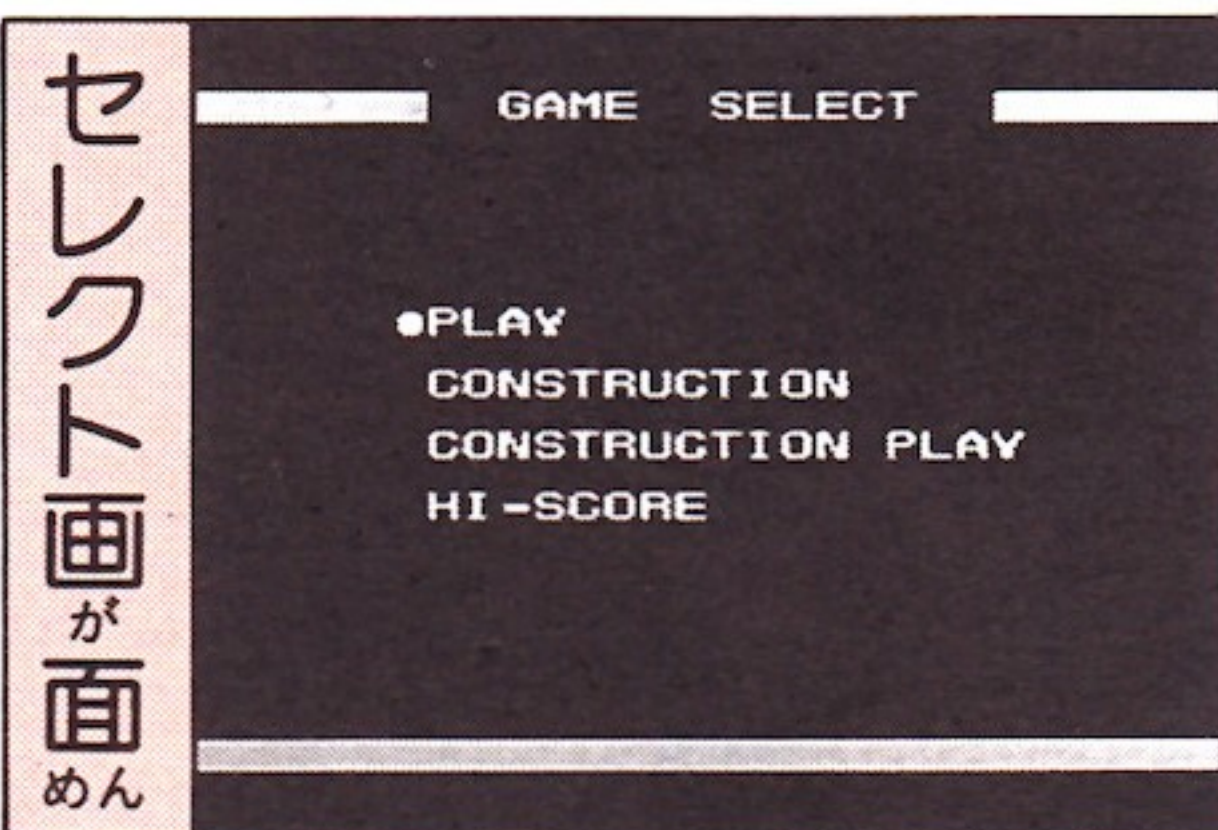 セレクト画が面めん
GAME SELECT
●PLAY
CONSTRUCTION
CONSTRUCTION PLAY
HI-SCORE